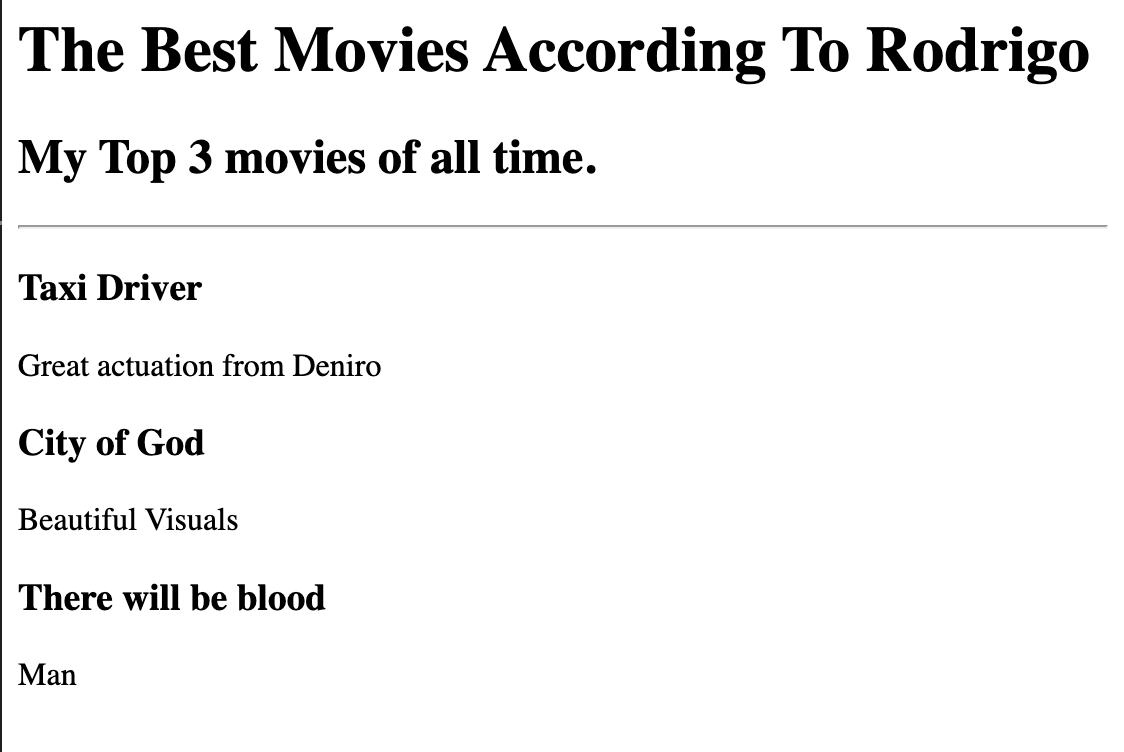 The Best Movies According To Rodrigo
My Top 3 movies of all time.
Taxi Driver
Great actuation from Deniro
City of God
Beautiful Visuals
There will be blood
Man